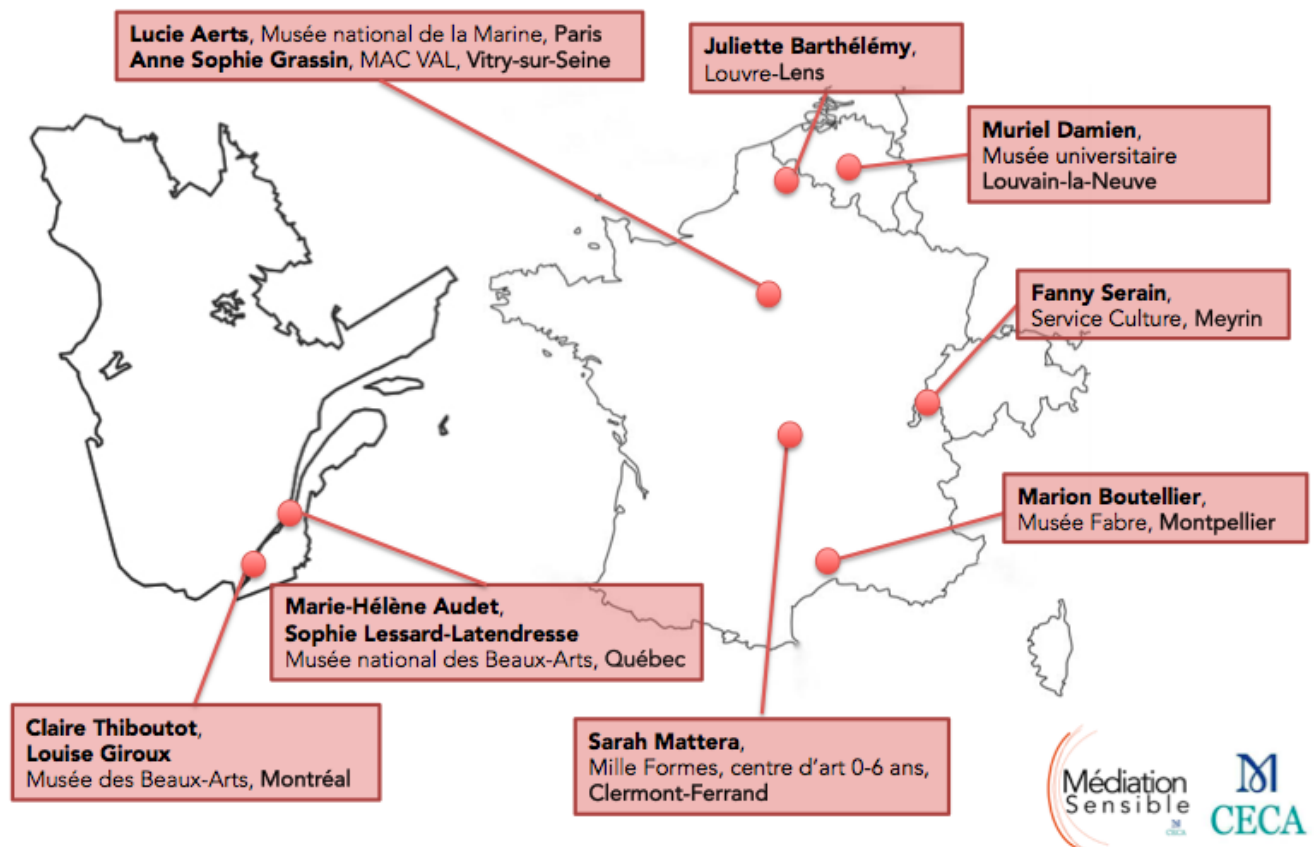 Lucie Aerts, Musée national de la Marine, Paris
Anne Sophie Grassin, MAC VAL, Vitry-sur-Seine
Juliette Barthélémy,
Louvre-Lens
Muriel Damien,
Musée universitaire
Louvain-la-Neuve
Fanny Serain,
Service Culture, Meyrin
Marion Boutellier,
Musée Fabre, Montpellier
Marie-Hélène Audet,
Sophie Lessard-Latendresse
Musée national des Beaux-Arts, Québec
Claire Thiboutot,
Louise Giroux
Musée des Beaux-Arts, Montréal
Sarah Mattera,
Mille Formes, centre d'art 0-6 ans,
Clermont-Ferrand
Médiation
Sensible
CECA
CECA